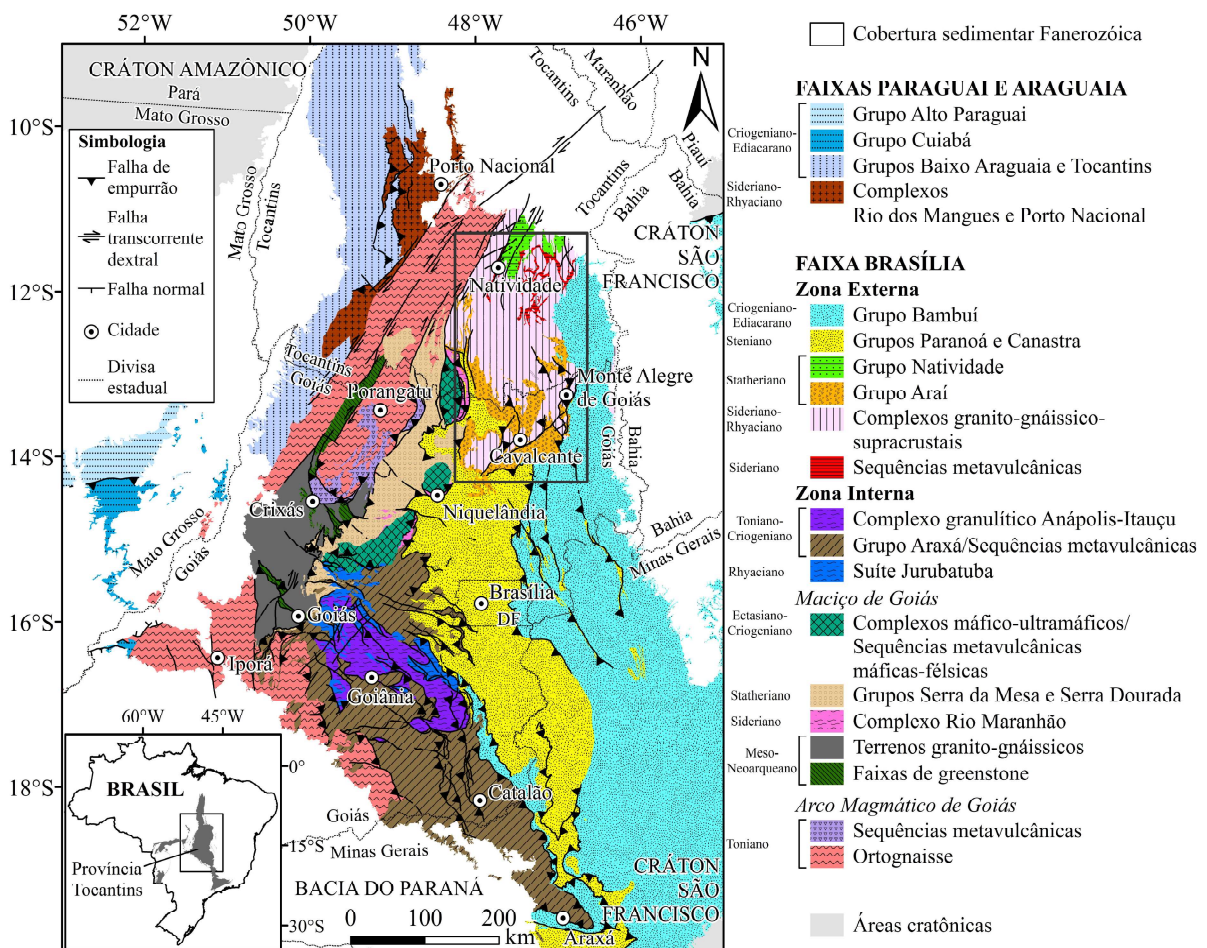 52°W
50°W
48°W
46°W
10°S
12°S
14°S
16°S
18°S
CRÁTON AMAZÔNICO
Pará
Mato Grosso
Simbologia
Falha de
empurrão
Falha
transcorrente
dextral
Falha normal
Cidade
Divisa
estadual
Mato Grosso
Tocantins
Tocantins
Maranhão
N
Piauí
Bahia
Tocantins
Bahia
Porto Nacional
CRÁTON
SÃO
FRANCISCO
Natividade
Tocantins
Goiás
Porangatu
Monte Alegre
de Goiás
Cavalcante
Goiás
Bahia
Crixás
Niquelândia
Bahia
Minas Gerais
Mato Grosso
Goiás
Brasília
DF
Goiás
Iporá
Goiânia
Catalão
Goiás
Minas Gerais
BACIA DO PARANÁ
0 100 200
km
CRÁTON
SÃO
FRANCISCO
Araxá
60°W
45°W
0°
15°S
30°S
BRASIL
Província
Tocantins
Cobertura sedimentar Fanerozóica
FAIXAS PARAGUAI E ARAGUAIA
Criogeniano-
Ediacarano
Grupo Alto Paraguai
Grupo Cuiabá
Grupos Baixo Araguaia e Tocantins
Sideriano-
Rhyaciano
Complexos
Rio dos Mangues e Porto Nacional
FAIXA BRASÍLIA
Zona Externa
Criogeniano-
Ediacarano
Grupo Bambuí
Steniano
Grupos Paranoá e Canastra
Statheriano
Grupo Natividade
Grupo Araí
Sideriano-
Rhyaciano
Complexos granito-gnáissico-
supracrustais
Sideriano
Sequências metavulcânicas
Zona Interna
Toniano-
Criogeniano
Complexo granulítico Anápolis-Itauçu
Grupo Araxá/Sequências metavulcânicas
Rhyaciano
Suíte Jurubatuba
Maciço de Goiás
Ectasiano-
Criogeniano
Complexos máfico-ultramáficos/
Sequências metavulcânicas
máficas-félsicas
Statheriano
Grupos Serra da Mesa e Serra Dourada
Sideriano
Complexo Rio Maranhão
Meso-
Neoarqueano
Terrenos granito-gnáissicos
Faixas de greenstone
Arco Magmático de Goiás
Toniano
Sequências metavulcânicas
Ortognaisse
Áreas cratônicas